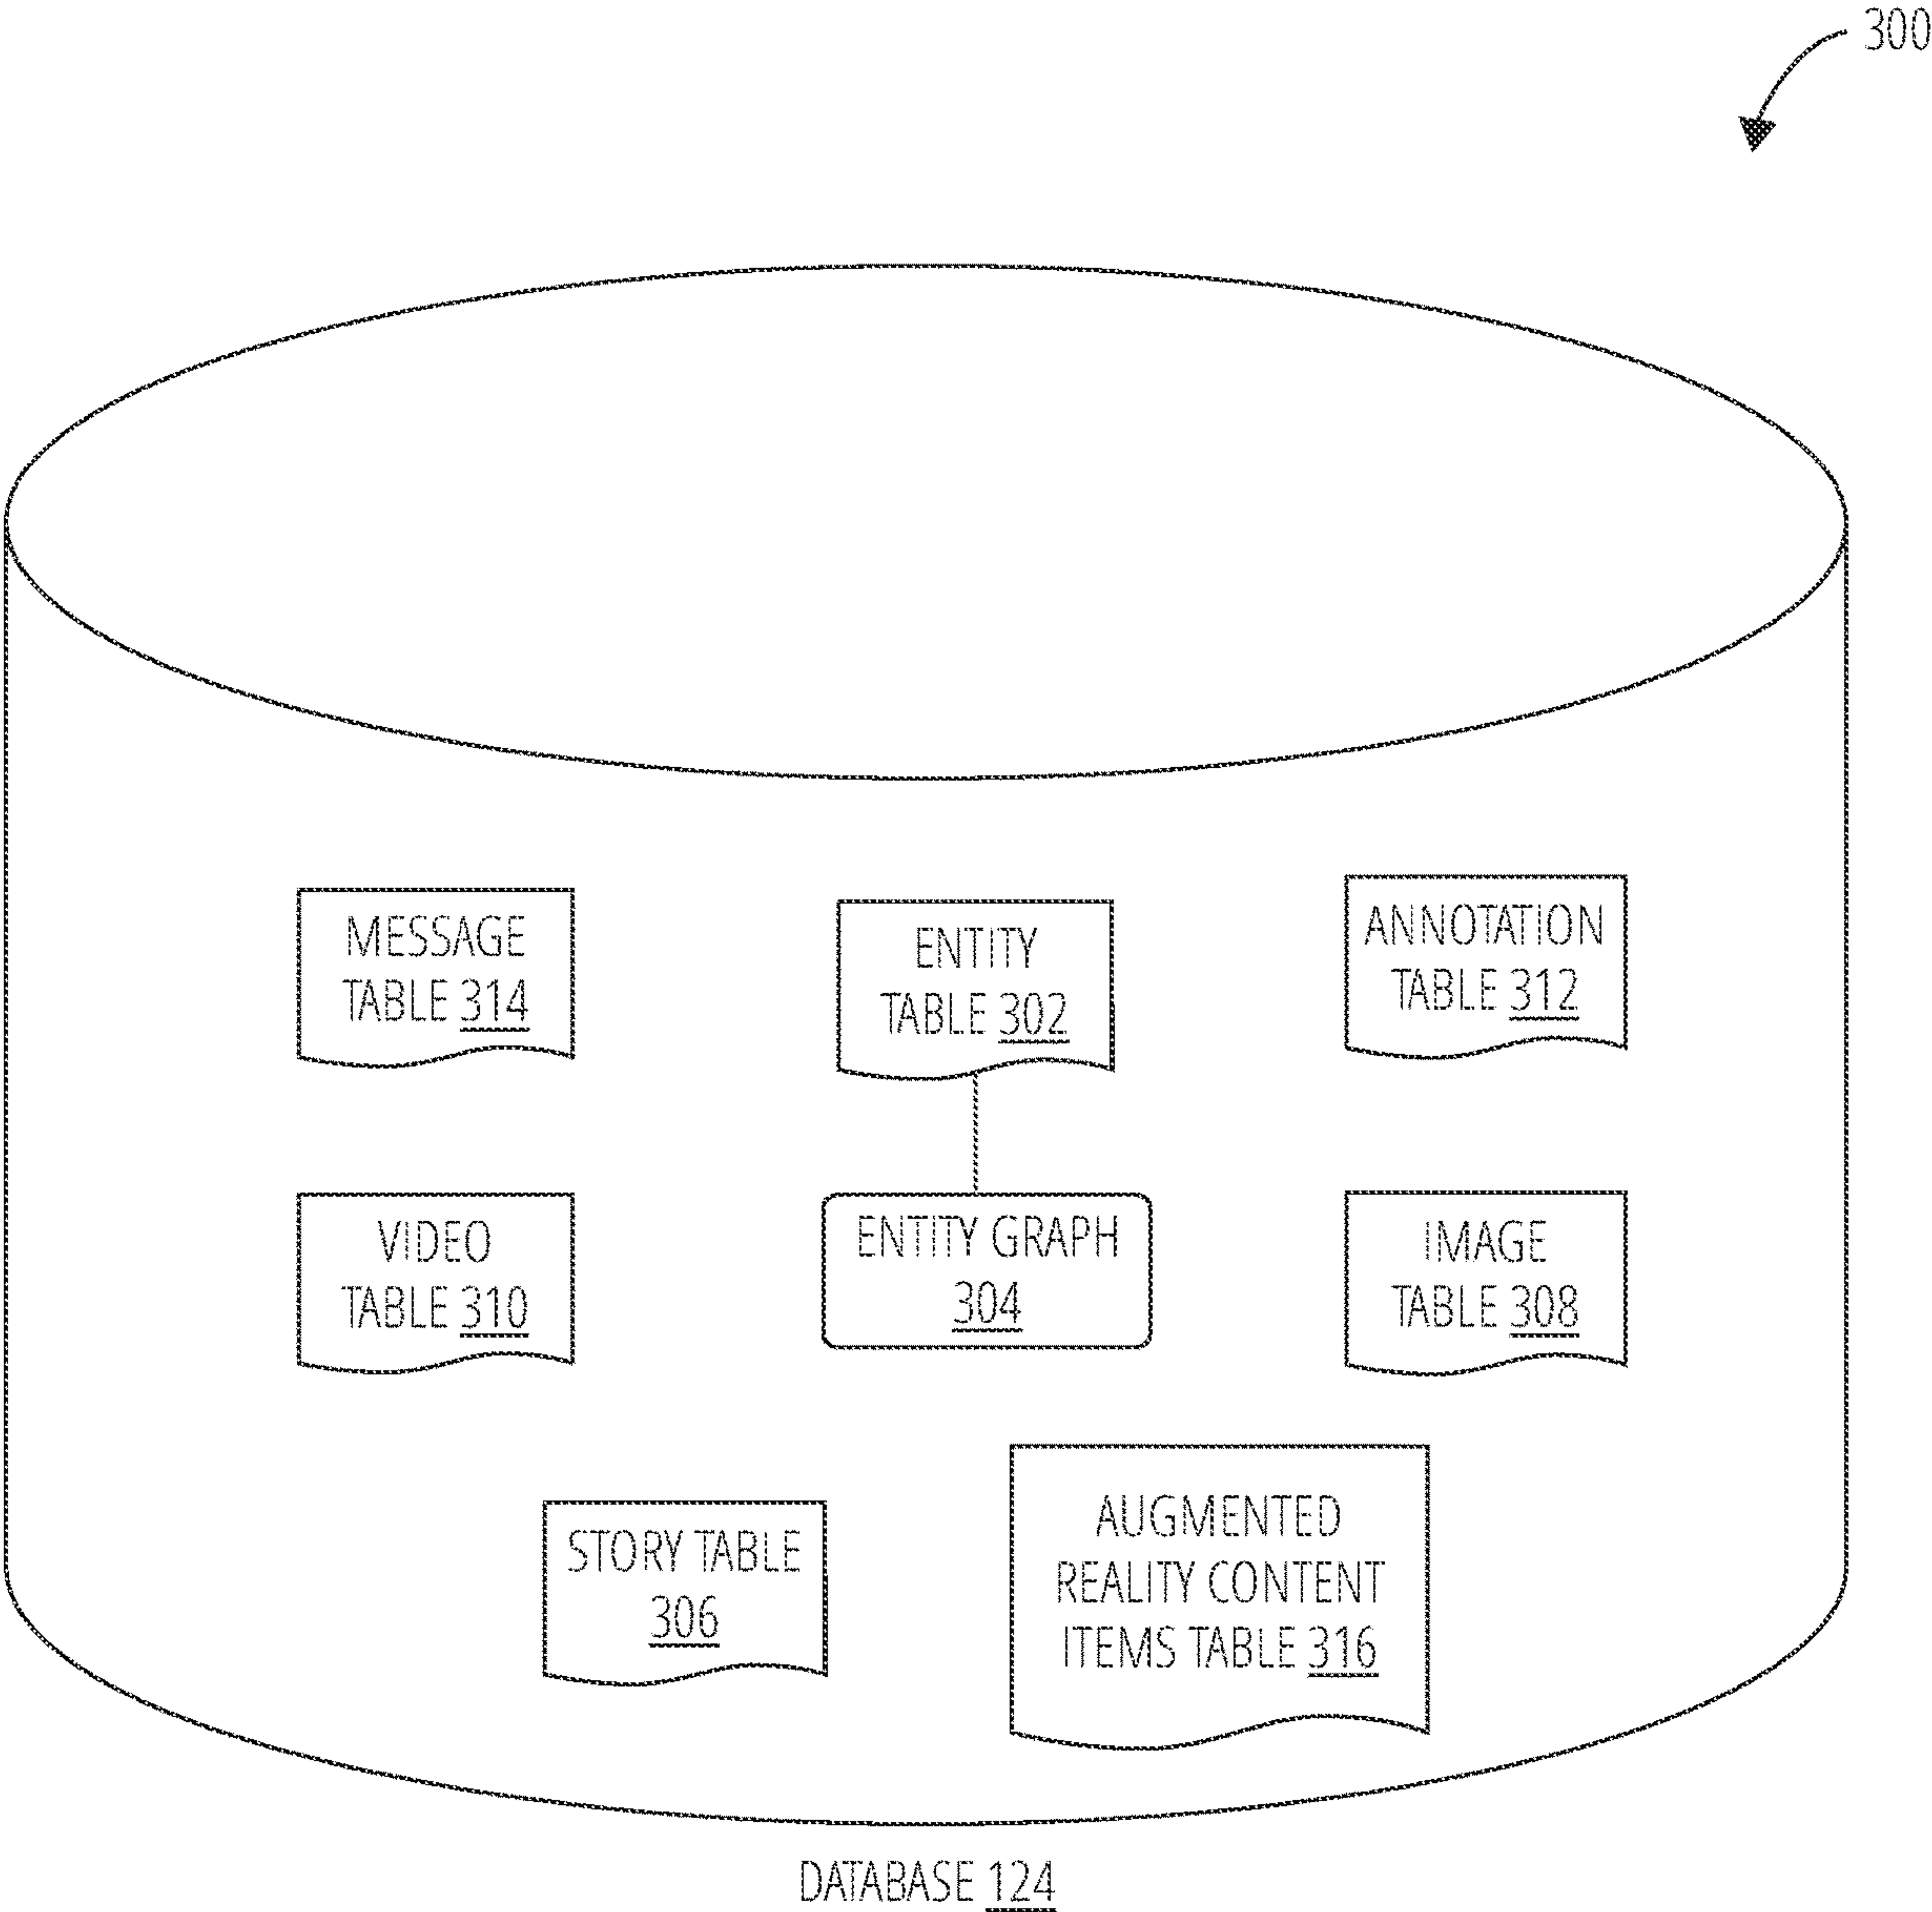 300
MESSAGE
TABLE 314
ENTITY
TABLE 302
ANNOTATION
TABLE 312
VIDEO
TABLE 310
ENTITY GRAPH
304
IMAGE
TABLE 308
STORY TABLE
306
AUGMENTED
REALITY CONTENT
ITEMS TABLE 316
DATABASE 124